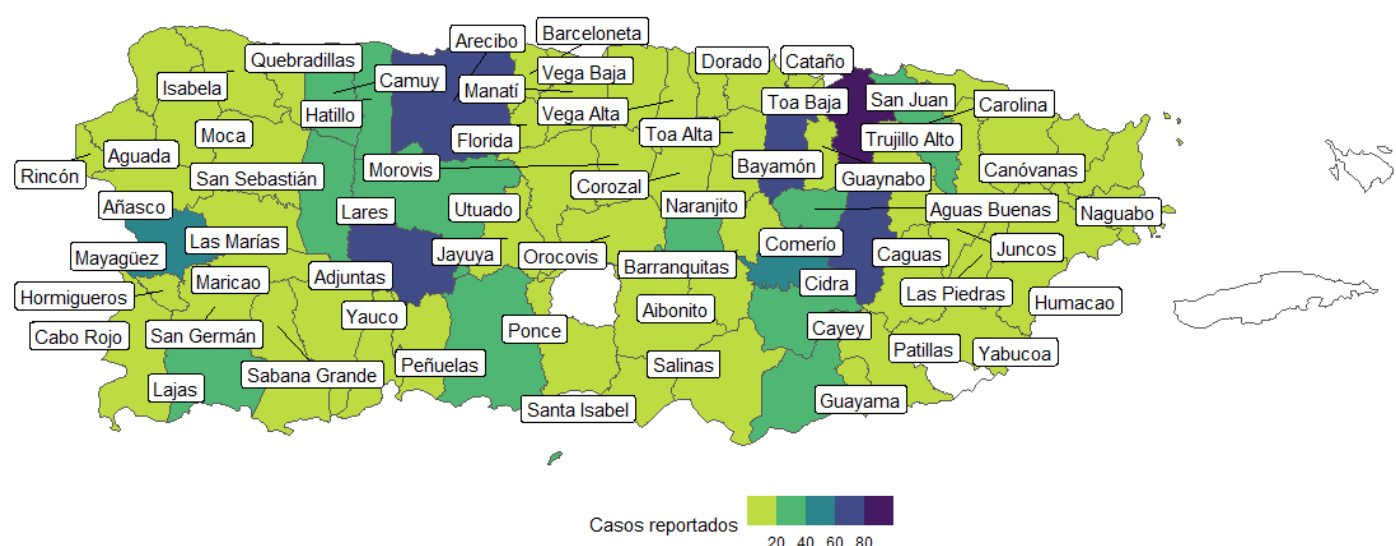 Arecibo
Barceloneta
Quebradillas
Dorado
Cataño
Camuy
Vega Baja
Isabela
Manatí
Toa Baja
San Juan
Carolina
Hatillo
Vega Alta
Moca
Florida
Toa Alta
Trujillo Alto
Aguada
Morovis
Bayamón
Canóvanas
Rincón
San Sebastián
Corozal
Guaynabo
Añasco
Lares
Utuado
Naranjito
Aguas Buenas
Naguabo
Las Marías
Comerío
Juncos
Mayagüez
Jayuya
Orocovis
Barranquitas
Caguas
Maricao
Adjuntas
Cidra
Las Piedras
Hormigueros
Humacao
Yauco
Aibonito
Cabo Rojo
San Germán
Ponce
Cayey
Patillas
Yabucoa
Peñuelas
Salinas
Sabana Grande
Lajas
Guayama
Santa Isabel
Casos reportados
20 40 60 80